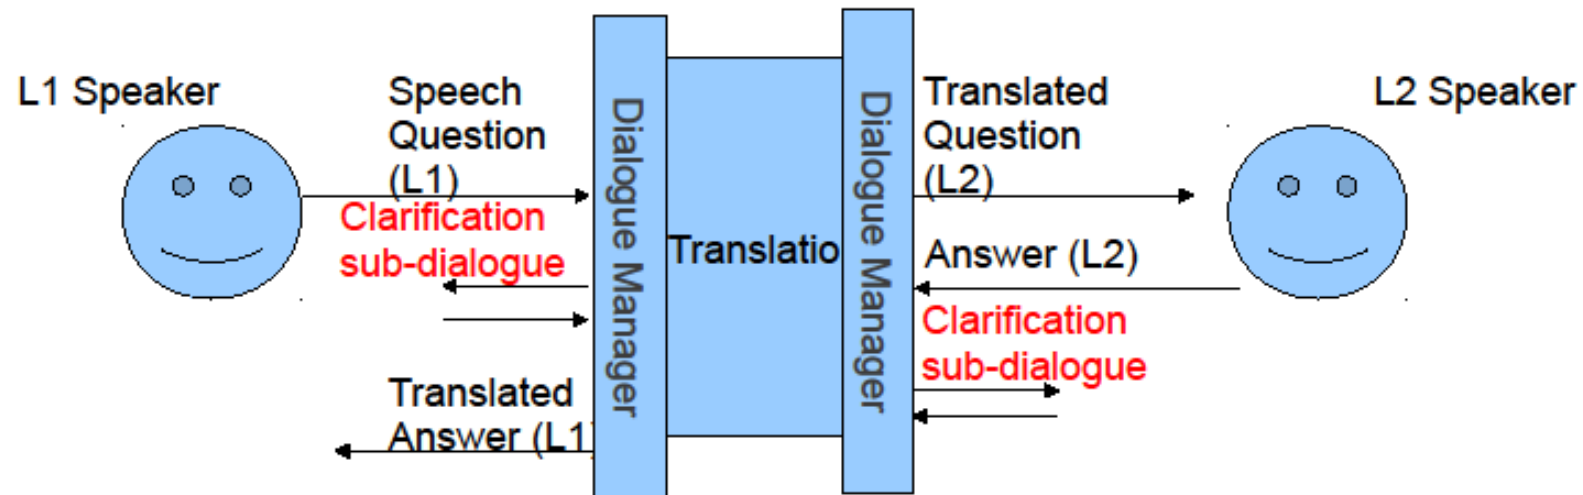 L1 Speaker
Speech
Question
(L1)
Clarification
sub-dialogue
Translated
Answer (L1)
Dialogue Manager
Translatio
Dialogue Manager
Translated
Question
(L2)
Answer (L2)
Clarification
sub-dialogue
L2 Speaker